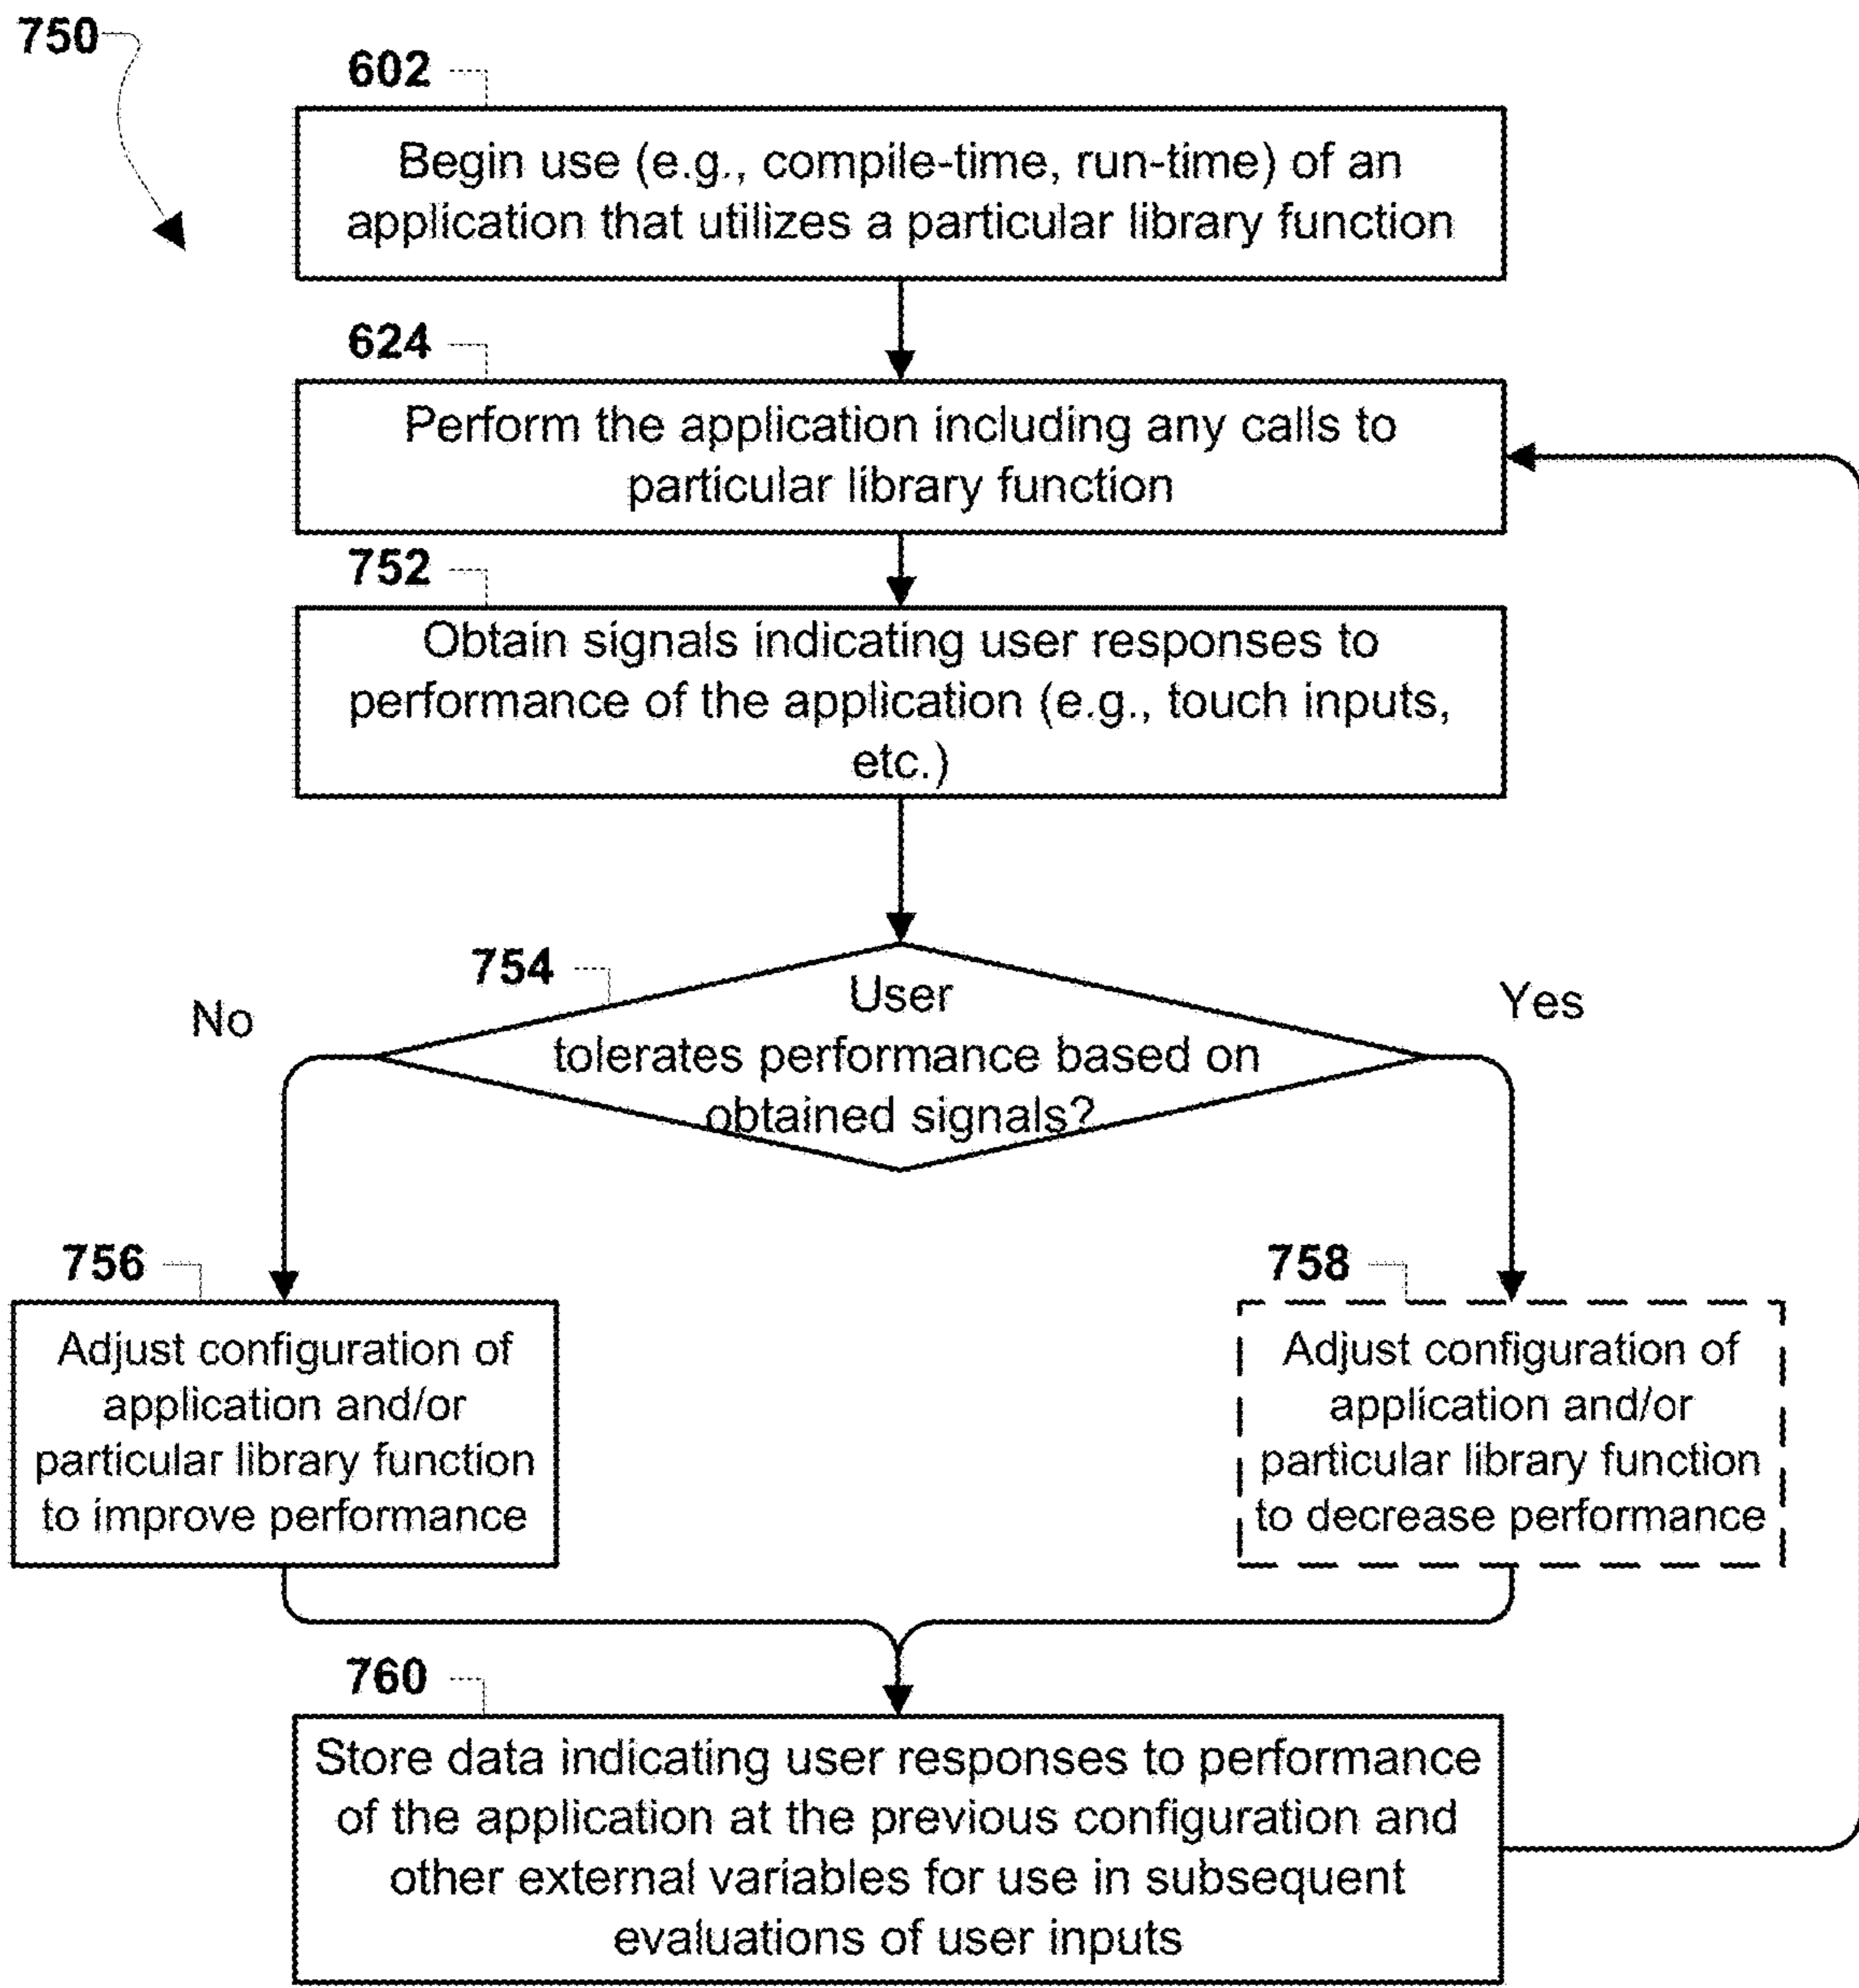 750
602
Begin use (e.g., compile-time, run-time) of an
application that utilizes a particular library function
624
Perform the application including any calls to
particular library function
752
Obtain signals indicating user responses to
performance of the application (e.g., touch inputs,
etc.)
754
User
tolerates performance based on
obtained signals?
No
Yes
756
Adjust configuration of
application and/or
particular library function
to improve performance
758
Adjust configuration of
application and/or
particular library function
to decrease performance
760
Store data indicating user responses to performance
of the application at the previous configuration and
other external variables for use in subsequent
evaluations of user inputs